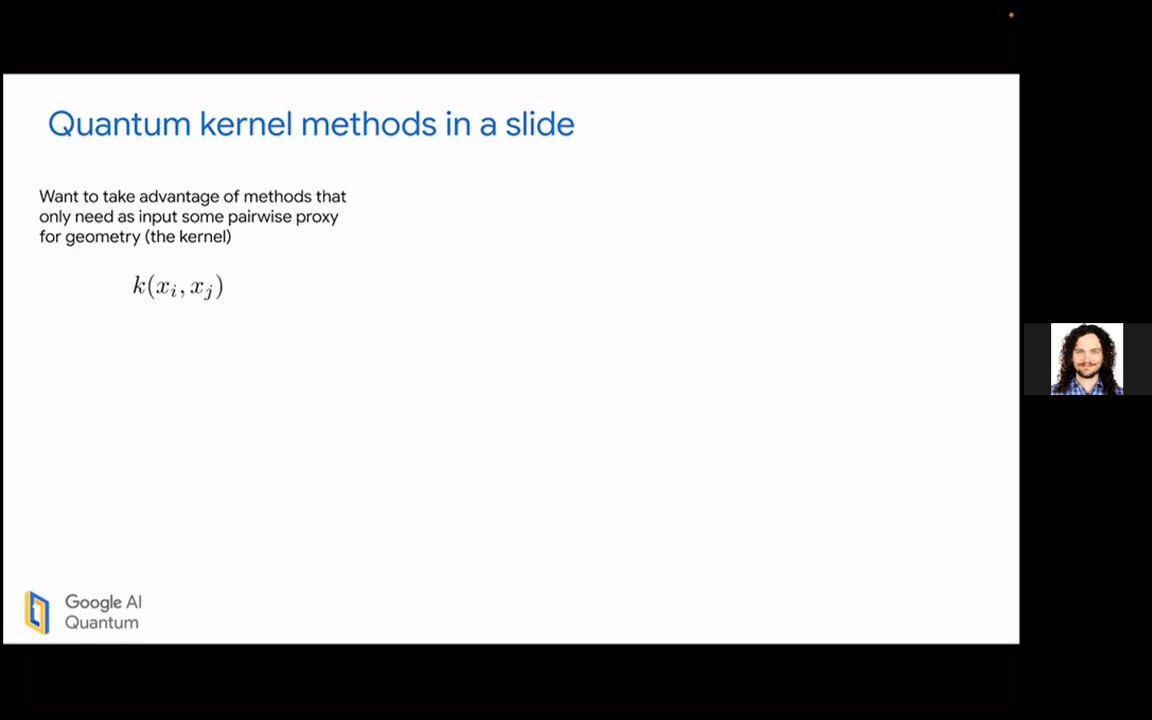 Quantum kernel methods in a slide
Want to take advantage of methods that
only need as input some pairwise proxy
for geometry (the kernel)
k(x_i, x_j)
Google AI
Quantum